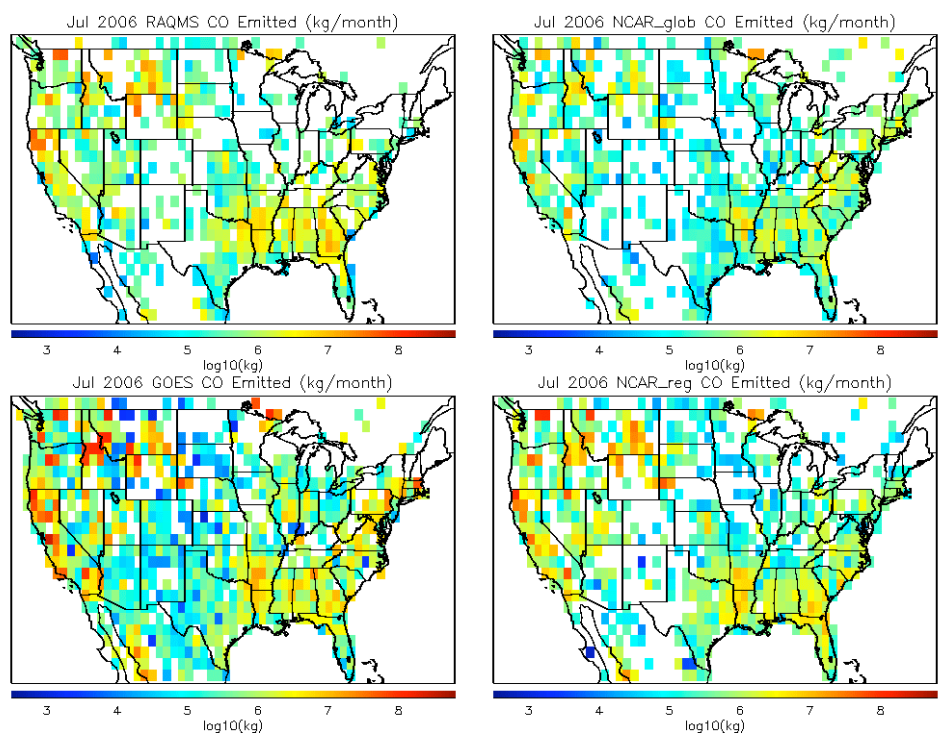 Jul 2006 RAQMS CO Emitted (kg/month)
3 4 5 6 7 8
log10(kg)
Jul 2006 NCAR_glob CO Emitted (kg/month)
3 4 5 6 7 8
log10(kg)
Jul 2006 GOES CO Emitted (kg/month)
3 4 5 6 7 8
log10(kg)
Jul 2006 NCAR_reg CO Emitted (kg/month)
3 4 5 6 7 8
log10(kg)